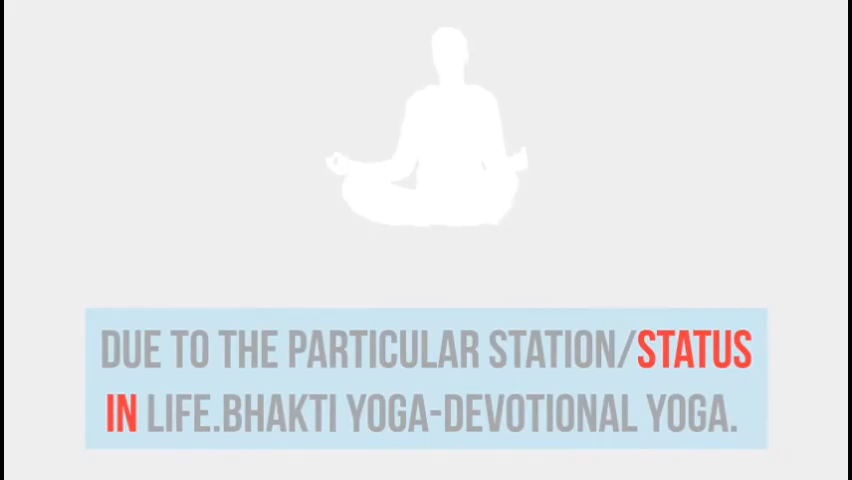 DUE TO THE PARTICULAR STATION/STATUS
IN LIFE.BHAKTI YOGA-DEVOTIONAL YOGA.